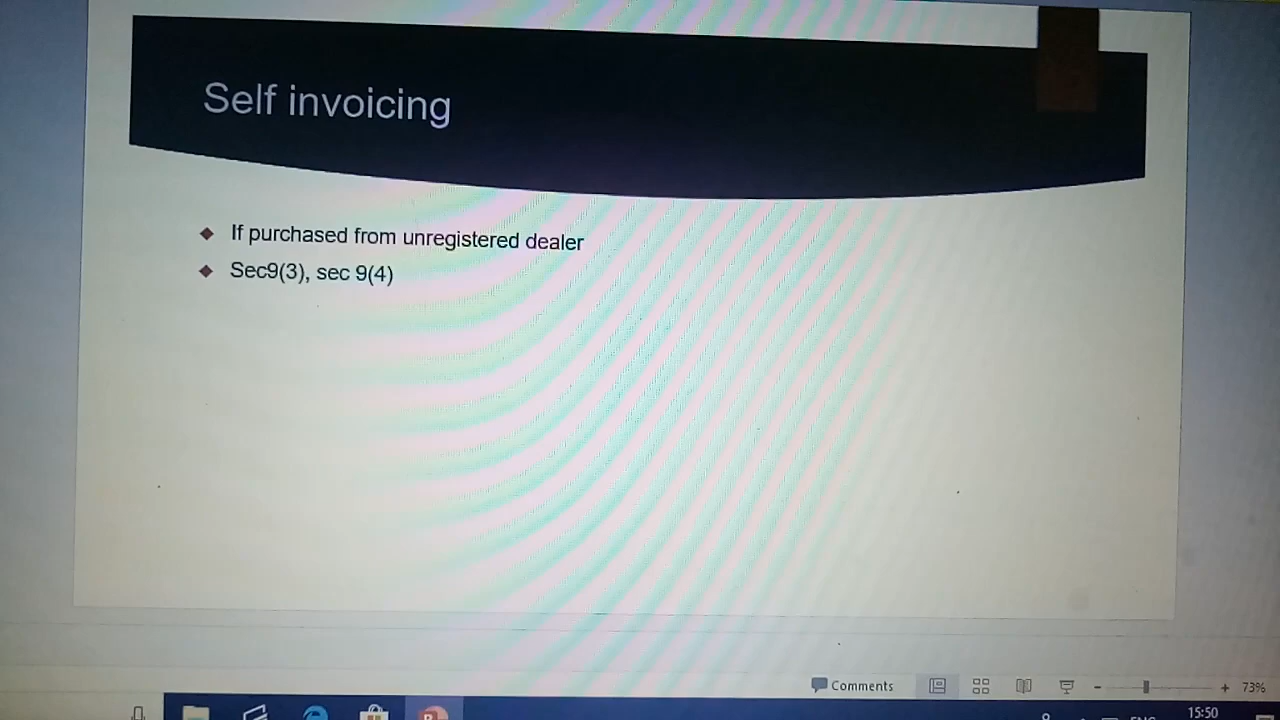 Self invoicing
If purchased from unregistered dealer
Sec9(3), sec 9(4)
Comments
73%
15:50